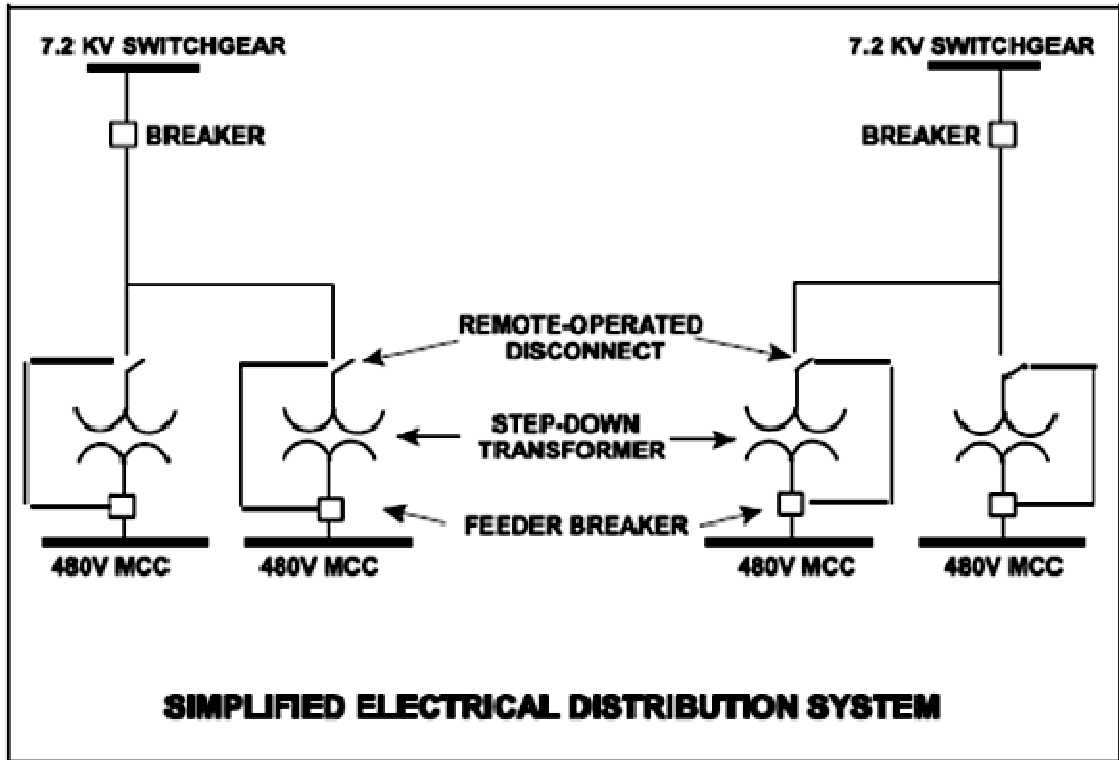 7.2 KV SWITCHGEAR
7.2 KV SWITCHGEAR
BREAKER
BREAKER
REMOTE-OPERATED
DISCONNECT
STEP-DOWN
TRANSFORMER
FEEDER BREAKER
480V MCC
480V MCC
480V MCC
480V MCC
SIMPLIFIED ELECTRICAL DISTRIBUTION SYSTEM